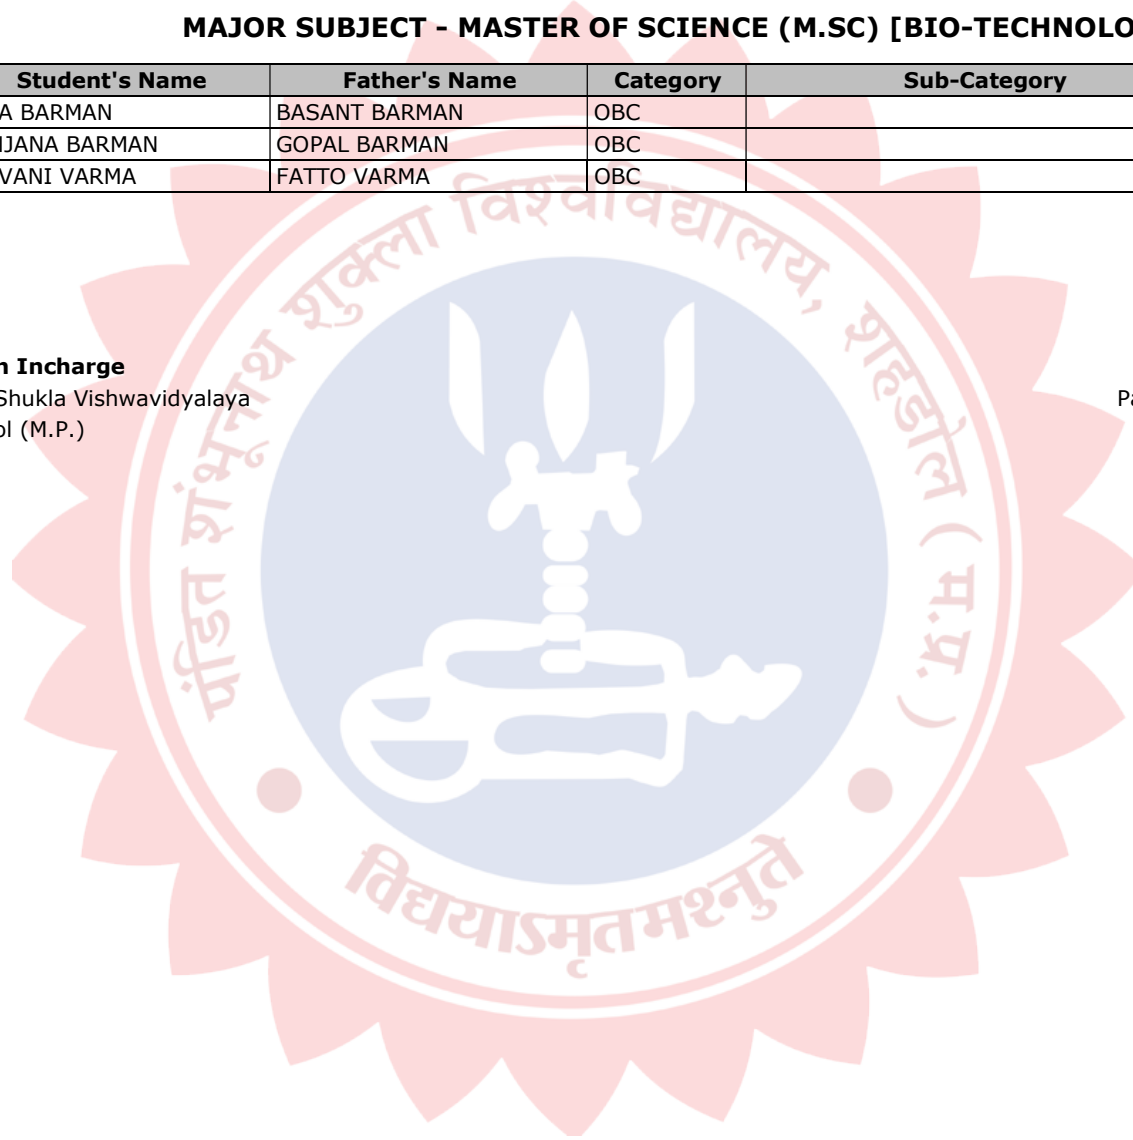 MAJOR SUBJECT - MASTER OF SCIENCE (M.SC) [BIO-TECHNOLO
Student's Name Father's Name Category Sub-Category
A BARMAN BASANT BARMAN OBC
JANA BARMAN GOPAL BARMAN OBC
VANI VARMA FATTO VARMA OBC
n Incharge
Shukla Vishwavidyalaya
Pa
ol (M.P.)
पंडित शंभूनाथ शुक्ला विश्वविद्यालय, शहडोल (म.प्र.)
विद्ययाऽमृतमश्नुते